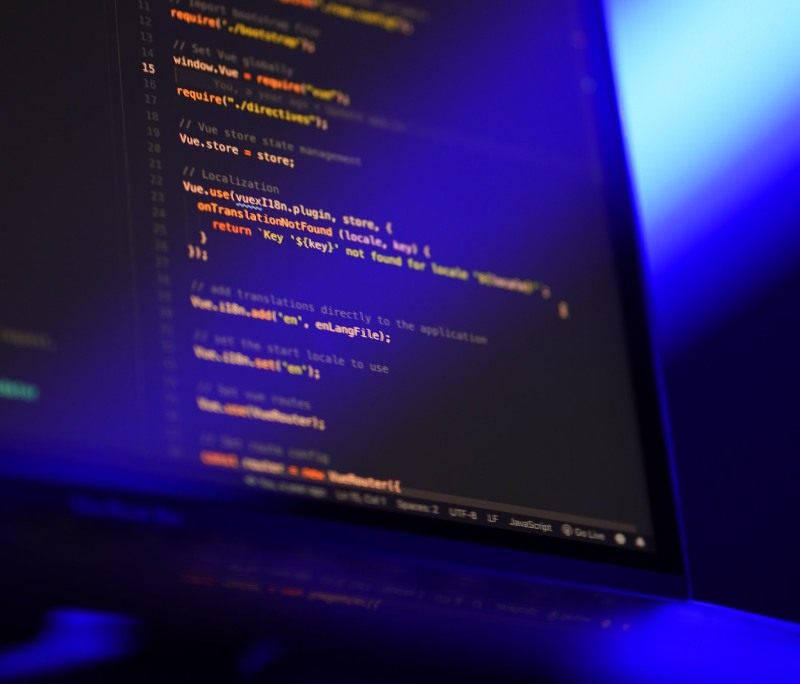 11
// import bootstrap file
12 require("./bootstrap");
13
14 // Set Vue globally
15 window.Vue = require("vue");
16 You, a year ago
17 require("./directives");
18
19 // Vue store state management
20 Vue.store = store;
21
22 // Localization
23 Vue.use(vuexI18n.plugin, store, {
24 onTranslationNotFound (locale, key) {
25 return `Key '${key}' not found for locale '${locale}'`;
26 }
27 });
// add translations directly to the application
Vue.i18n.add("en", enLangFile);
// set the start locale to use
Vue.i18n.set("en");
// Set vue routes
Vue.use(VueRouter);
// Set route config
const router = new VueRouter({
You, a year ago Ln 15, Col 1 Spaces: 2 UTF-8 LF JavaScript Go Live